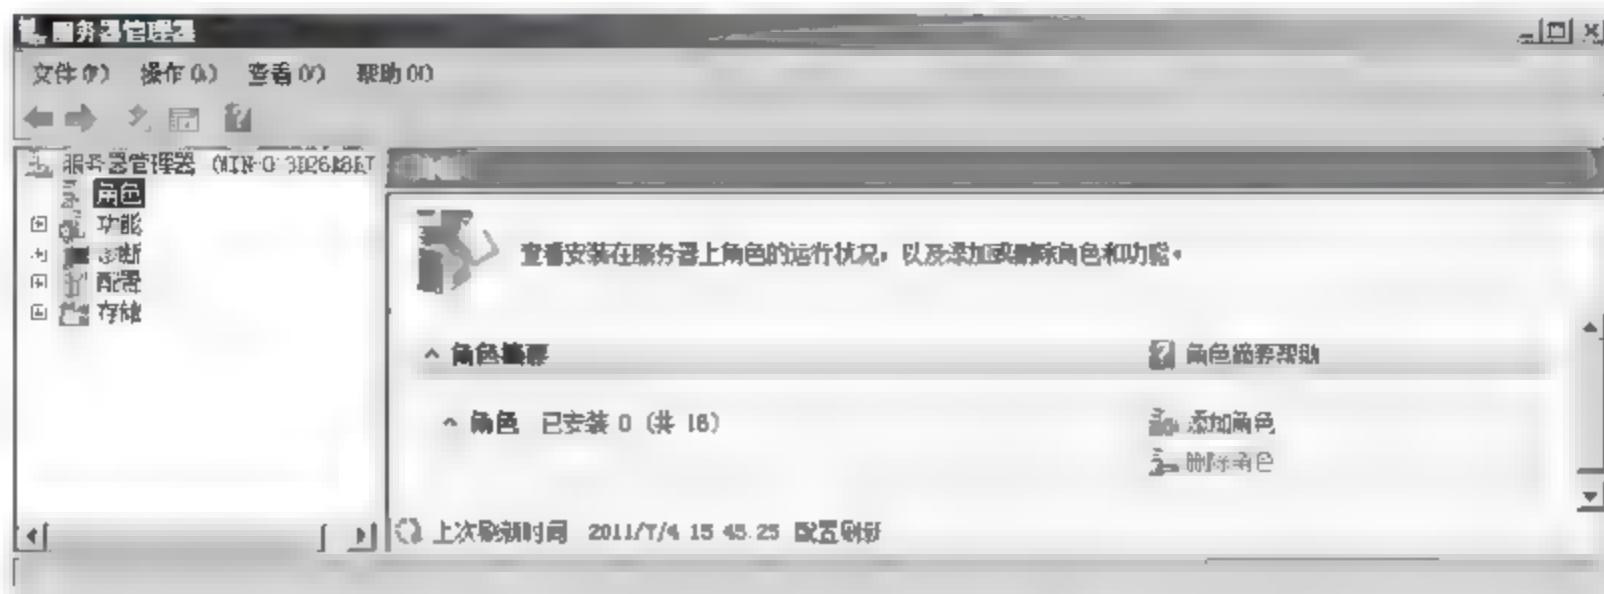 服务器管理器
文件(F) 操作(A) 查看(V) 帮助(H)
服务器管理器
角色
功能
诊断
配置
存储
查看安装在服务器上角色的运行状况，以及添加或删除角色和功能。
角色摘要
角色摘要帮助
角色 已安装 0 (共 16)
添加角色
删除角色
上次刷新时间 2011/7/4 15:45:25 配置刷新